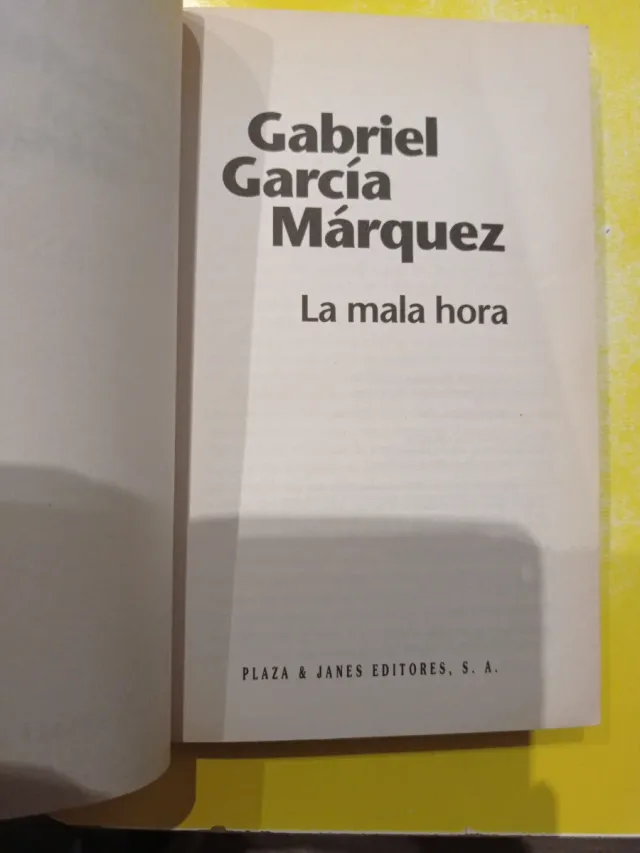 Gabriel
García
Márquez
La mala hora
PLAZA & JANES EDITORES, S. A.